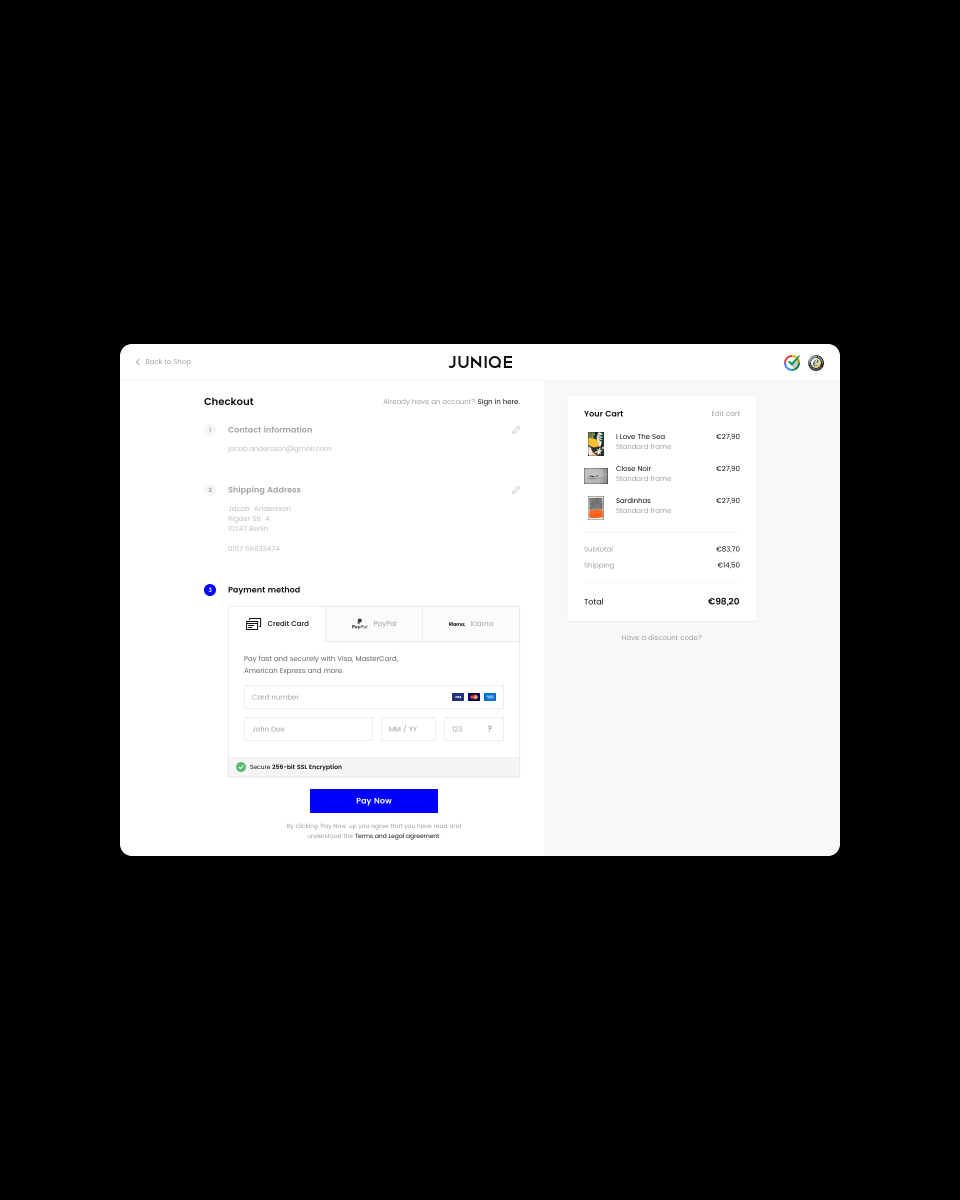 Back to Shop
JUNIQE
Checkout
Already have an account? Sign in here.
1
Contact information
jacob.andersson@gmail.com
2
Shipping Address
Jacob Andersson
Rigaer Str. 4
10247 Berlin
0157 56833474
3
Payment method
Credit Card
PayPal PayPal
Klarna. Klarna
Pay fast and securely with Visa, MasterCard,
American Express and more.
Card number
VISA
John Doe
MM / YY
123
?
Secure 256-bit SSL Encryption
Pay Now
By clicking 'Pay Now' up you agree that you have read and
understood the Terms and Legal agreement
e
Your Cart
Edit cart
I Love The Sea
€27,90
Standard frame
Close Noir
€27,90
Standard frame
Sardinhas
€27,90
Standard frame
Subtotal
€83,70
Shipping
€14,50
Total
€98,20
Have a discount code?